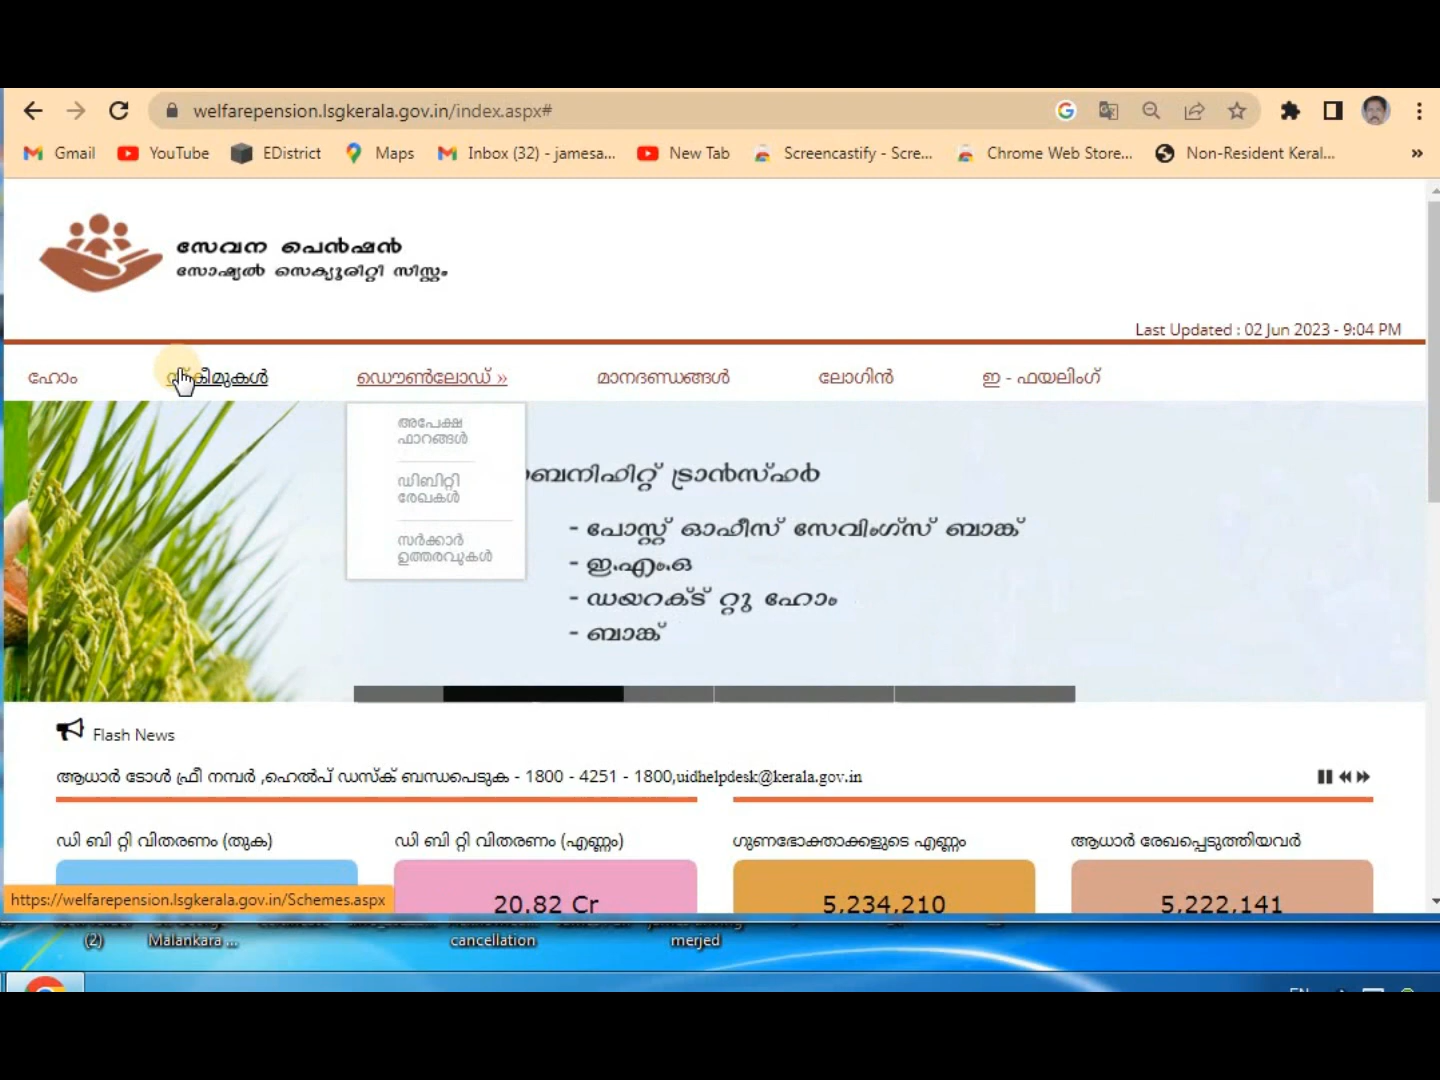 welfarepension.lsgkerala.gov.in/index.aspx#
Gmail YouTube EDistrict Maps Inbox (32) - jamesa... New Tab Screencastify - Scre... Chrome Web Store... Non-Resident Keral... »
സേവന പെൻഷൻ
സോഷ്യൽ സെക്യൂരിറ്റി സിസ്റ്റം
Last Updated : 02 Jun 2023 - 9:04 PM
ഹോം സ്കീമുകൾ ഡൌൺലോഡ് » മാനദണ്ഡങ്ങൾ ലോഗിൻ ഇ - ഫയലിംഗ്
അപേക്ഷ
ഫാറങ്ങൾ
ഡിബിറ്റി
രേഖകൾ
സർക്കാർ
ഉത്തരവുകൾ
ബെനിഫിറ്റ് ട്രാൻസ്ഫർ
- പോസ്റ്റ് ഓഫീസ് സേവിംഗ്സ് ബാങ്ക്
- ഇ.എം.ഒ
- ഡയറക്ട് റ്റു ഹോം
- ബാങ്ക്
Flash News
ആധാർ ടോൾ ഫ്രീ നമ്പർ ,ഹെൽപ് ഡസ്ക് ബന്ധപെടുക - 1800 - 4251 - 1800,uidhelpdesk@kerala.gov.in
ഡി ബി റ്റി വിതരണം (തുക) ഡി ബി റ്റി വിതരണം (എണ്ണം) ഗുണഭോക്താക്കളുടെ എണ്ണം ആധാർ രേഖപ്പെടുത്തിയവർ
20.82 Cr 5,234,210 5,222,141
https://welfarepension.lsgkerala.gov.in/Schemes.aspx
(2) Malankara ... cancellation merjed